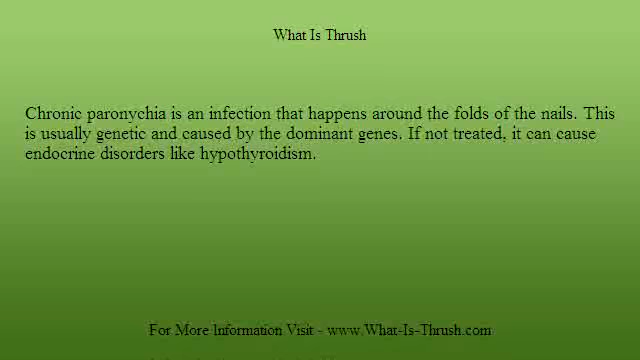 What Is Thrush
Chronic paronychia is an infection that happens around the folds of the nails. This
is usually genetic and caused by the dominant genes. If not treated, it can cause
endocrine disorders like hypothyroidism.
For More Information Visit - www.What-Is-Thrush.com